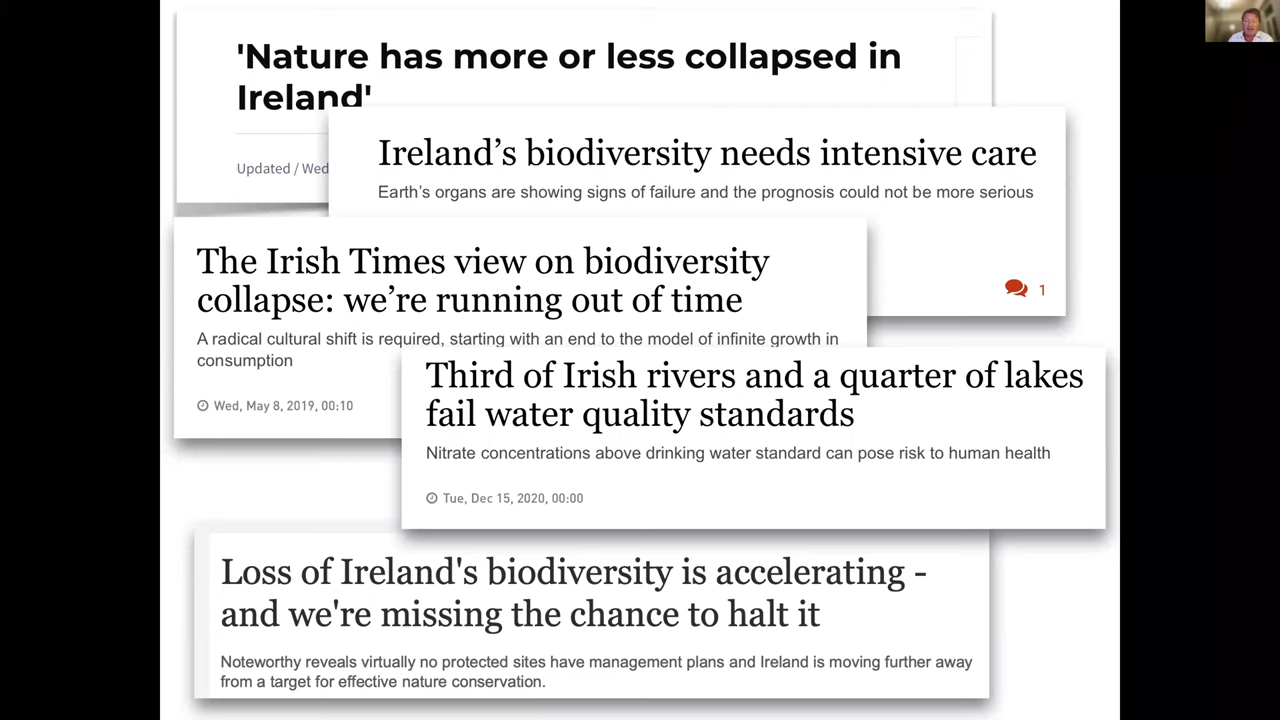 'Nature has more or less collapsed in
Ireland'
Updated / Wed
Ireland’s biodiversity needs intensive care
Earth’s organs are showing signs of failure and the prognosis could not be more serious
1
The Irish Times view on biodiversity
collapse: we’re running out of time
A radical cultural shift is required, starting with an end to the model of infinite growth in
consumption
Wed, May 8, 2019, 00:10
Third of Irish rivers and a quarter of lakes
fail water quality standards
Nitrate concentrations above drinking water standard can pose risk to human health
Tue, Dec 15, 2020, 00:00
Loss of Ireland's biodiversity is accelerating -
and we're missing the chance to halt it
Noteworthy reveals virtually no protected sites have management plans and Ireland is moving further away
from a target for effective nature conservation.